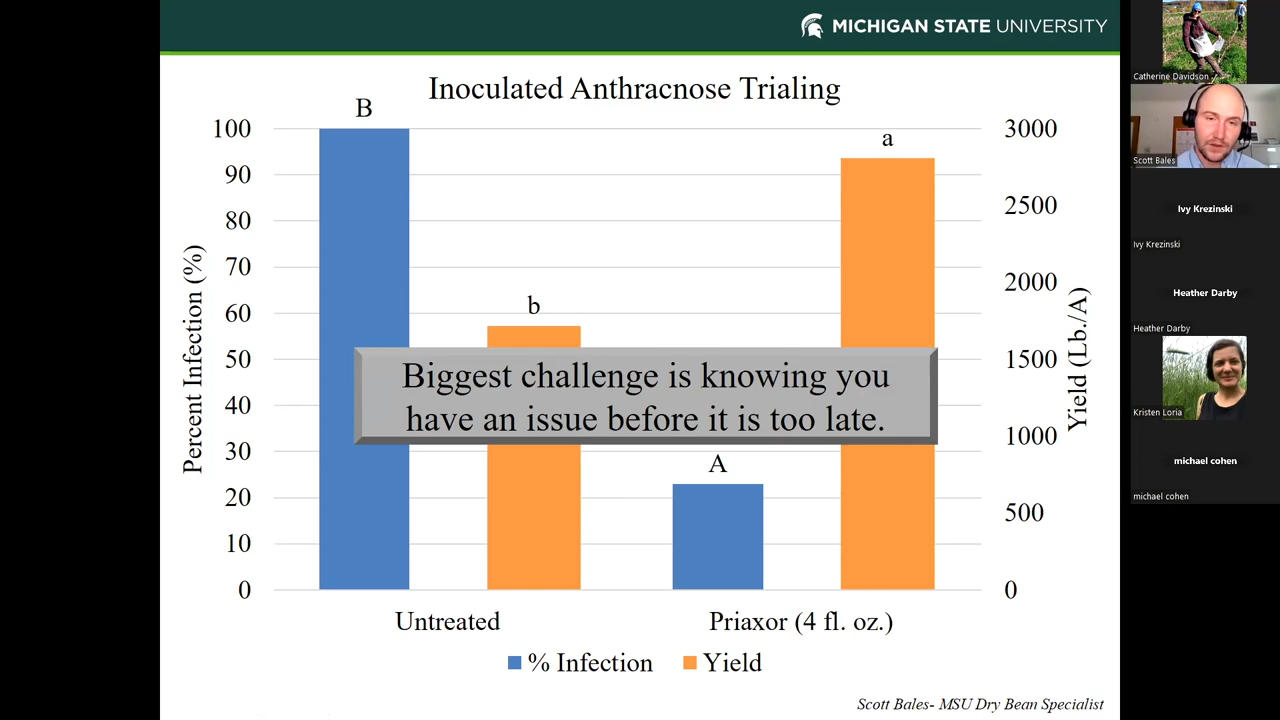 MICHIGAN STATE UNIVERSITY
Inoculated Anthracnose Trialing
B
a
b
A
100
90
80
70
60
50
40
30
20
10
0
Percent Infection (%)
3000
2500
2000
1500
1000
500
0
Yield (Lb./A)
Biggest challenge is knowing you
have an issue before it is too late.
Untreated
Priaxor (4 fl. oz.)
% Infection
Yield
Scott Bales- MSU Dry Bean Specialist
Catherine Davidson
Scott Bales
Ivy Krezinski
Ivy Krezinski
Heather Darby
Heather Darby
Kristen Loria
michael cohen
michael cohen